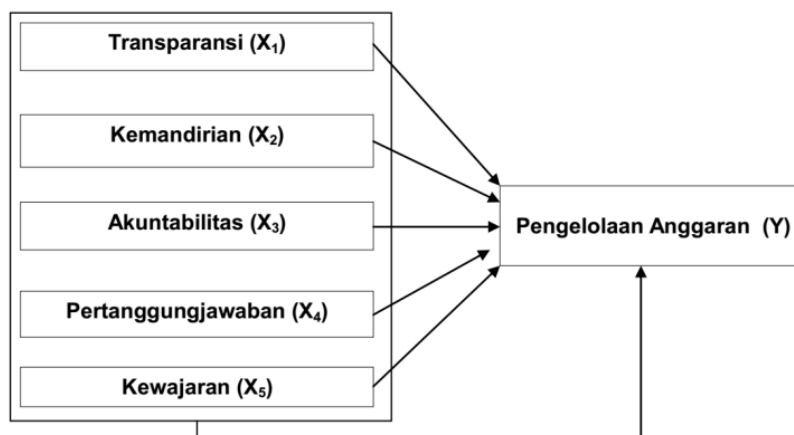 Transparansi (X₁)
Kemandirian (X₂)
Akuntabilitas (X₃)
Pengelolaan Anggaran (Y)
Pertanggungjawaban (X₄)
Kewajaran (X₅)